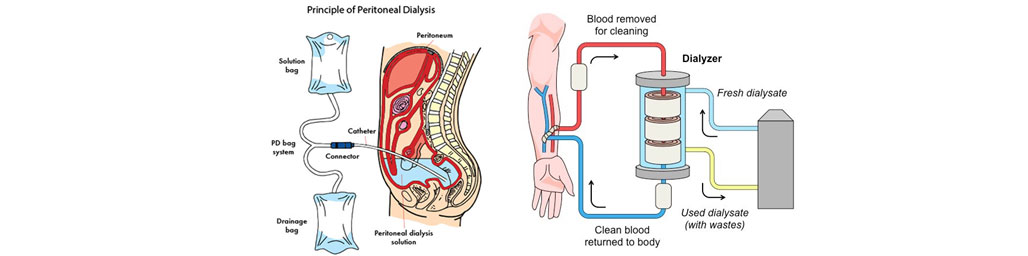 Principle of Peritoneal Dialysis
Peritoneum
Solution
bag
Catheter
PD bag
system
Connector
Drainage
bag
Peritoneal dialysis
solution
Blood removed
for cleaning
Dialyzer
Fresh dialysate
Used dialysate
(with wastes)
Clean blood
returned to body